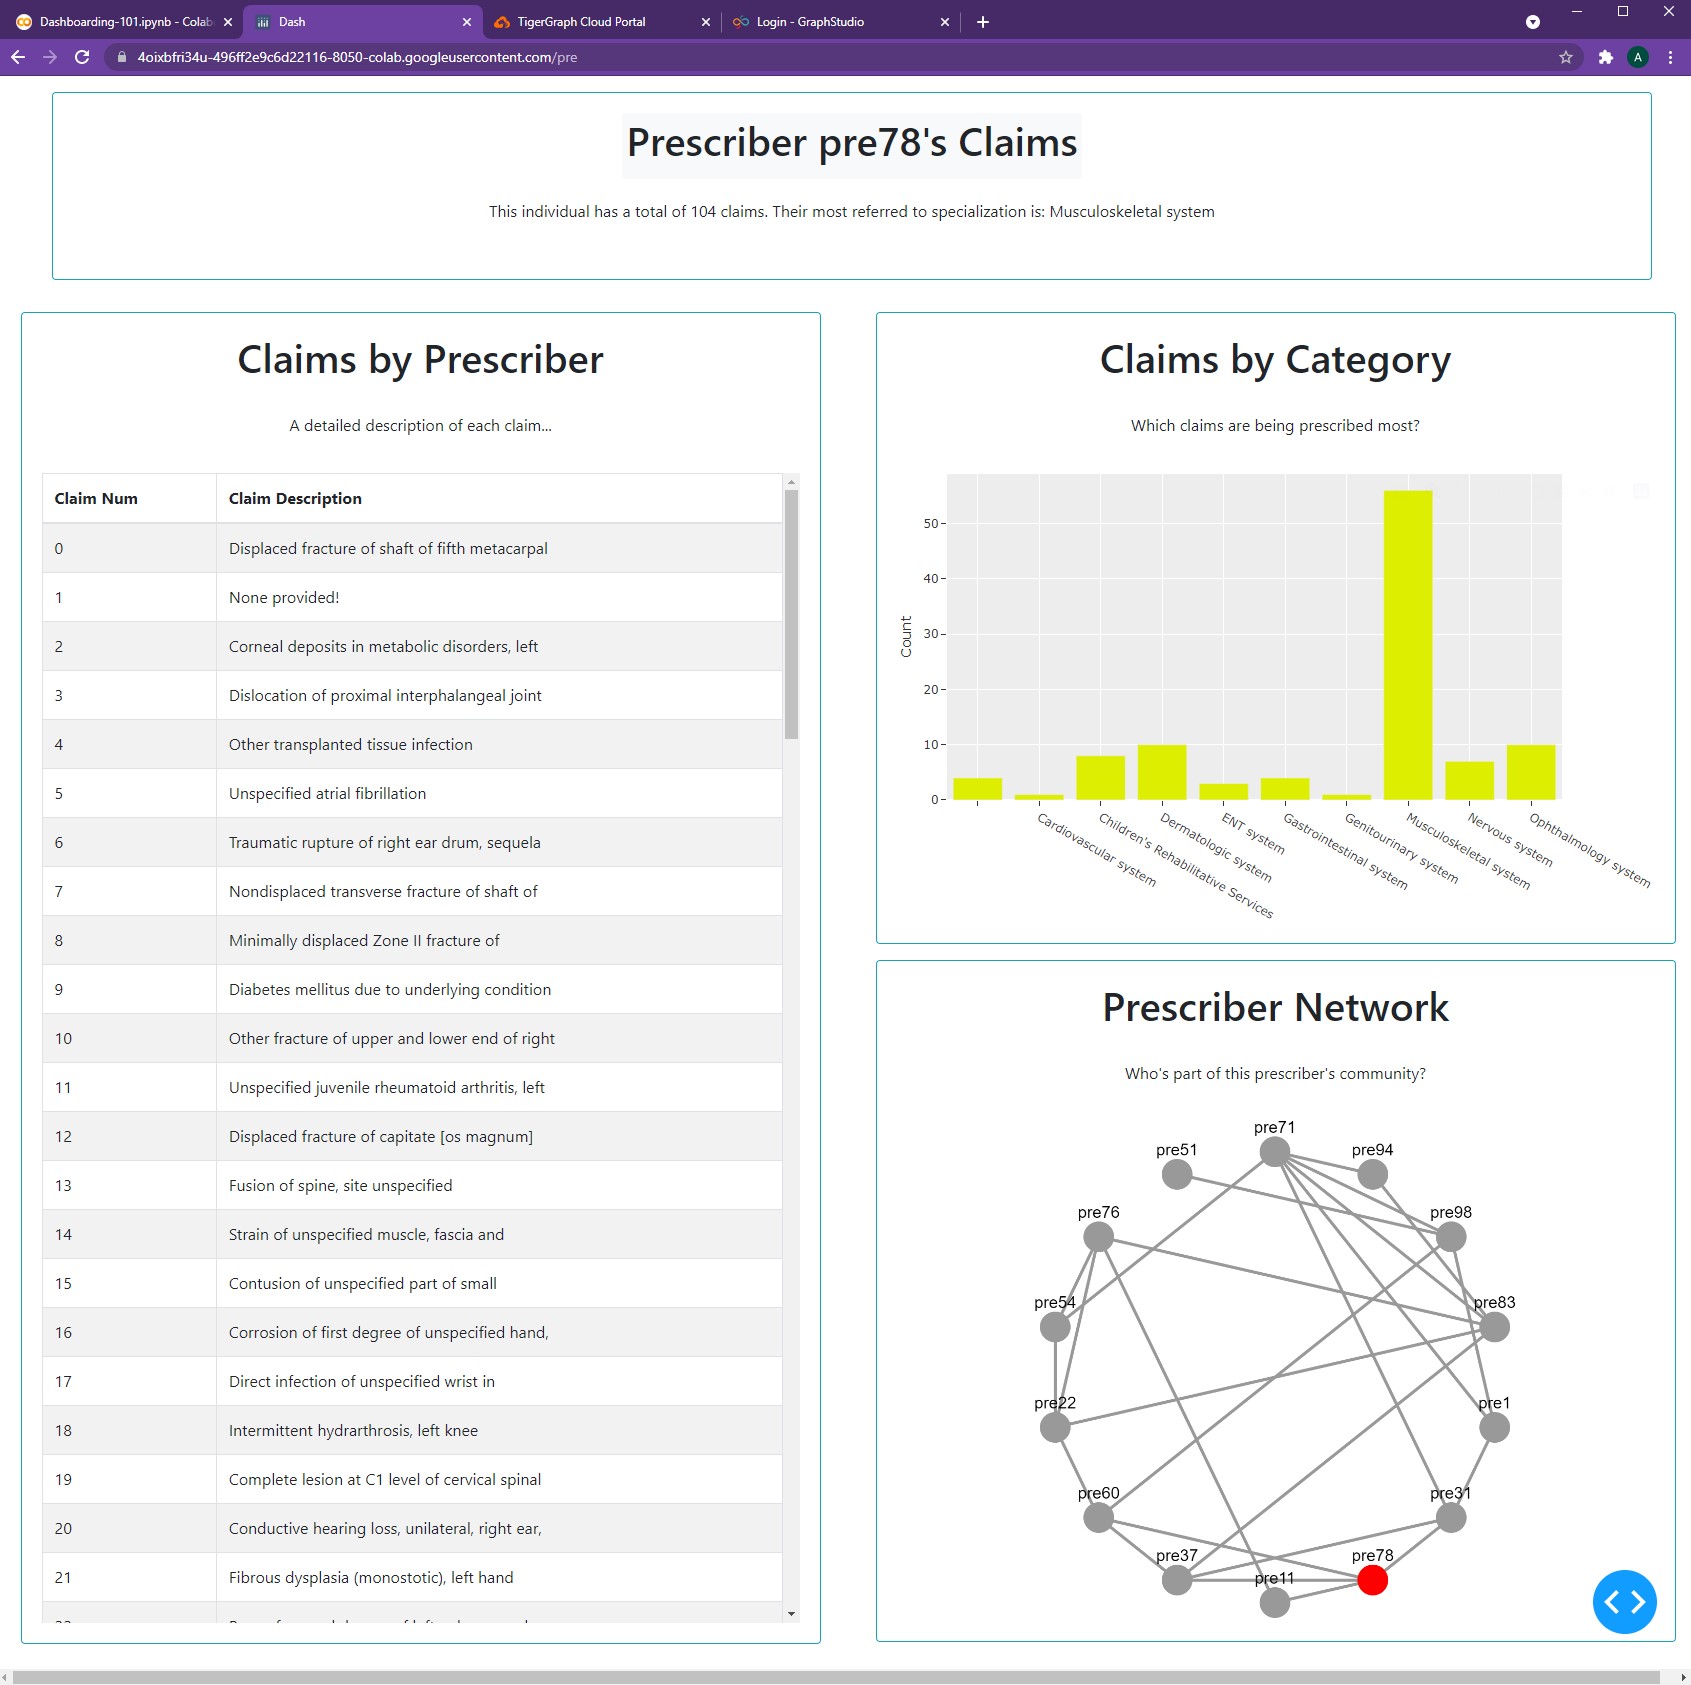 Dashboarding-101.ipynb - Colab
Dash
TigerGraph Cloud Portal
Login - GraphStudio
4oixbfri34u-496ff2e9c6d22116-8050-colab.googleusercontent.com/pre
A
Prescriber pre78's Claims
This individual has a total of 104 claims. Their most referred to specialization is: Musculoskeletal system
Claims by Prescriber
A detailed description of each claim...
Claim Num Claim Description
0 Displaced fracture of shaft of fifth metacarpal
1 None provided!
2 Corneal deposits in metabolic disorders, left
3 Dislocation of proximal interphalangeal joint
4 Other transplanted tissue infection
5 Unspecified atrial fibrillation
6 Traumatic rupture of right ear drum, sequela
7 Nondisplaced transverse fracture of shaft of
8 Minimally displaced Zone II fracture of
9 Diabetes mellitus due to underlying condition
10 Other fracture of upper and lower end of right
11 Unspecified juvenile rheumatoid arthritis, left
12 Displaced fracture of capitate [os magnum]
13 Fusion of spine, site unspecified
14 Strain of unspecified muscle, fascia and
15 Contusion of unspecified part of small
16 Corrosion of first degree of unspecified hand,
17 Direct infection of unspecified wrist in
18 Intermittent hydrarthrosis, left knee
19 Complete lesion at C1 level of cervical spinal
20 Conductive hearing loss, unilateral, right ear,
21 Fibrous dysplasia (monostotic), left hand
Claims by Category
Which claims are being prescribed most?
Count
50
40
30
20
10
0
Cardiovascular system
Children's Rehabilitative Services
Dermatologic system
ENT system
Gastrointestinal system
Genitourinary system
Musculoskeletal system
Nervous system
Ophthalmology system
Prescriber Network
Who's part of this prescriber's community?
pre71
pre51
pre94
pre76
pre98
pre54
pre83
pre22
pre1
pre60
pre31
pre37
pre78
pre11